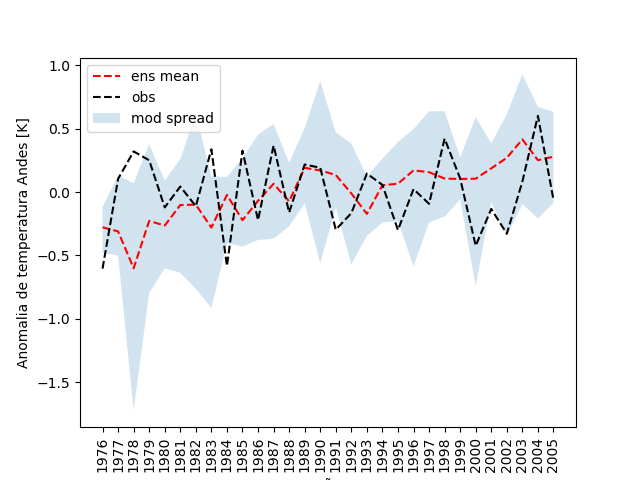 ens mean
obs
mod spread
Anomalia de temperatura Andes [K]
1.0
0.5
0.0
−0.5
−1.0
−1.5
1976 1977 1978 1979 1980 1981 1982 1983 1984 1985 1986 1987 1988 1989 1990 1991 1992 1993 1994 1995 1996 1997 1998 1999 2000 2001 2002 2003 2004 2005